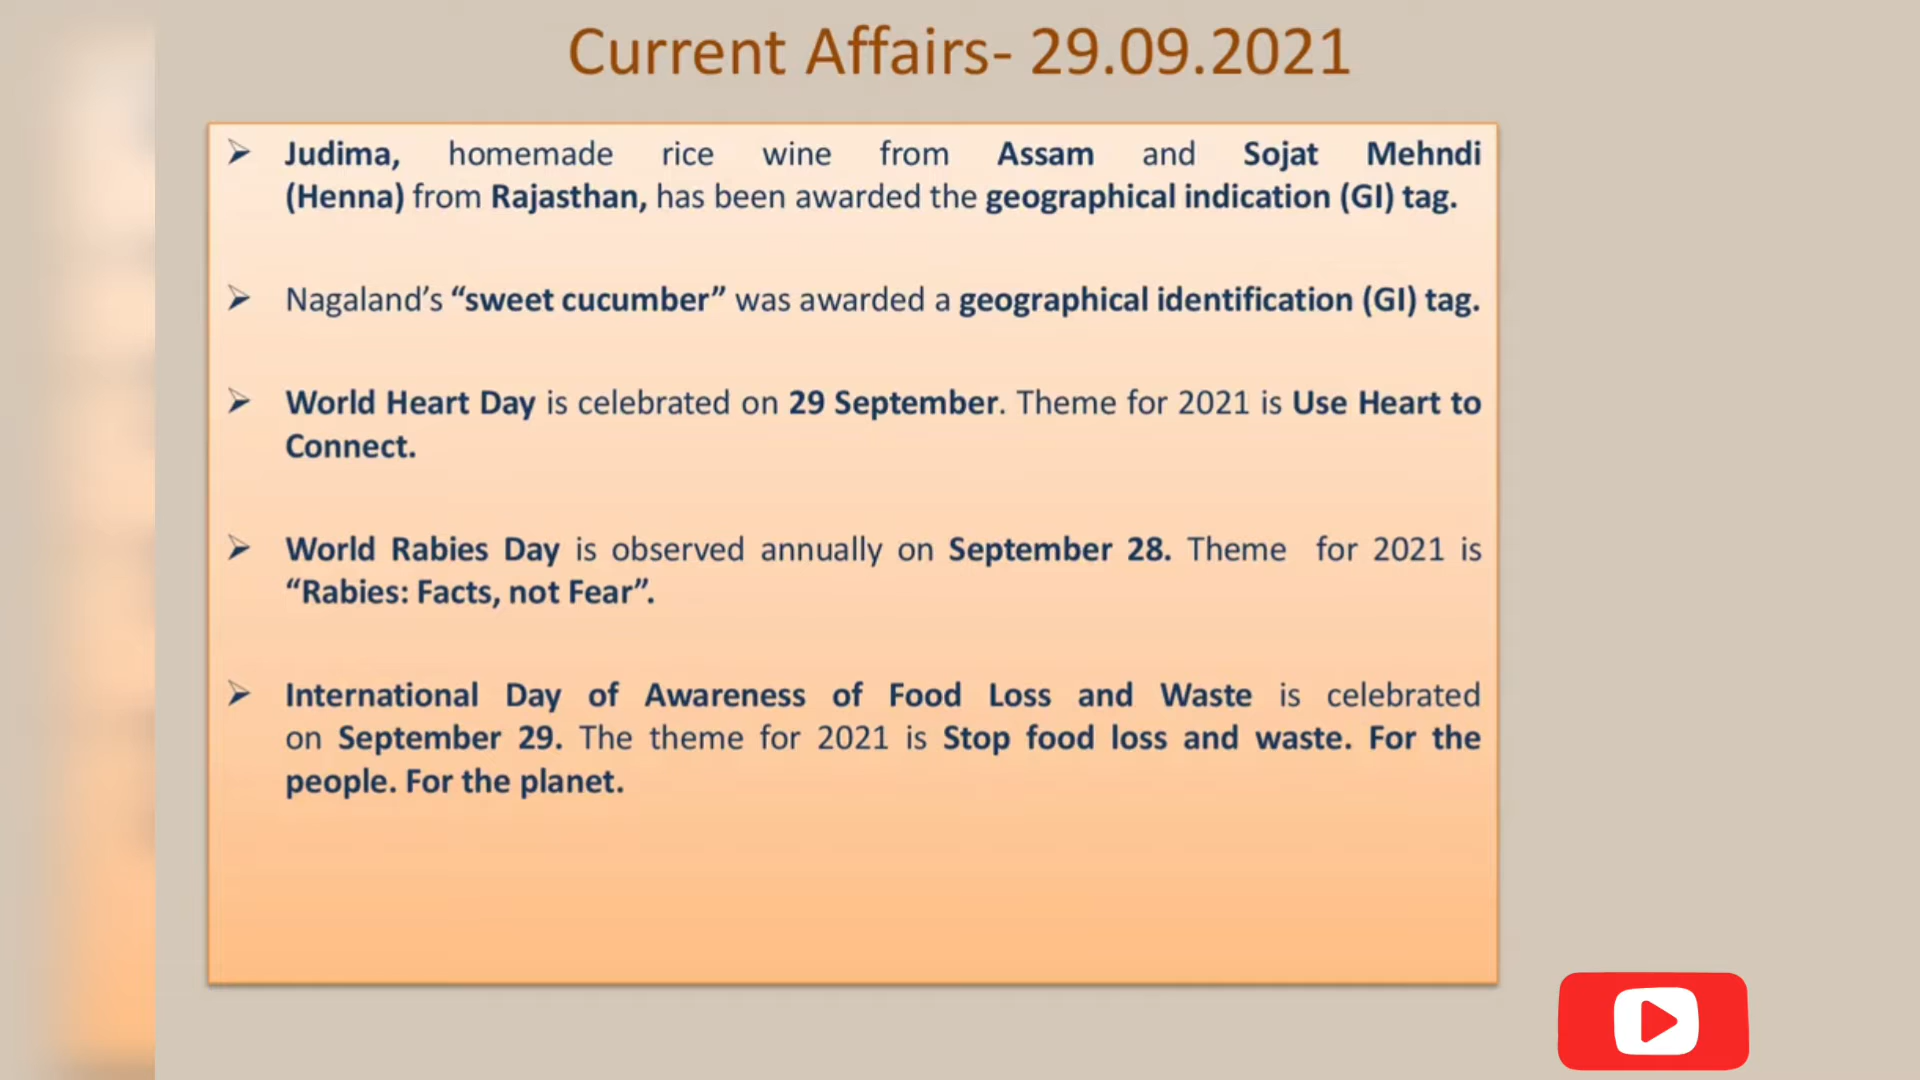 Current Affairs- 29.09.2021
➢ Judima, homemade rice wine from Assam and Sojat Mehndi
(Henna) from Rajasthan, has been awarded the geographical indication (GI) tag.
➢ Nagaland’s “sweet cucumber” was awarded a geographical identification (GI) tag.
➢ World Heart Day is celebrated on 29 September. Theme for 2021 is Use Heart to
Connect.
➢ World Rabies Day is observed annually on September 28. Theme for 2021 is
“Rabies: Facts, not Fear”.
➢ International Day of Awareness of Food Loss and Waste is celebrated
on September 29. The theme for 2021 is Stop food loss and waste. For the
people. For the planet.